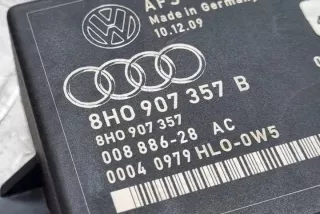 AFS
Made in Germany
10.12.09
8H0 907 357 B
8H0 907 357
008 886-28 AC
0004 0979 HLO-0W5